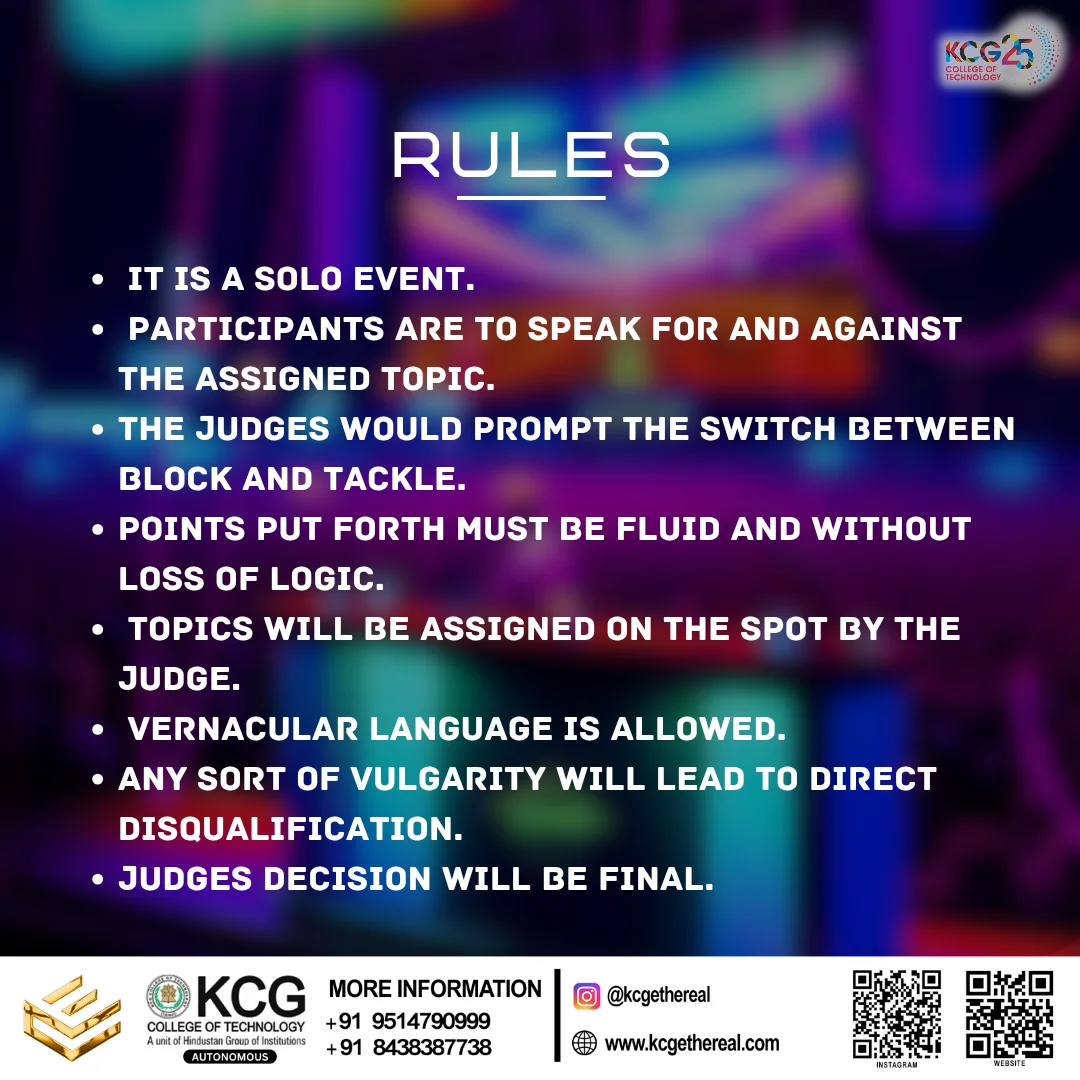 KCG25
COLLEGE OF
TECHNOLOGY
RULES
• IT IS A SOLO EVENT.
• PARTICIPANTS ARE TO SPEAK FOR AND AGAINST
THE ASSIGNED TOPIC.
• THE JUDGES WOULD PROMPT THE SWITCH BETWEEN
BLOCK AND TACKLE.
• POINTS PUT FORTH MUST BE FLUID AND WITHOUT
LOSS OF LOGIC.
• TOPICS WILL BE ASSIGNED ON THE SPOT BY THE
JUDGE.
• VERNACULAR LANGUAGE IS ALLOWED.
• ANY SORT OF VULGARITY WILL LEAD TO DIRECT
DISQUALIFICATION.
• JUDGES DECISION WILL BE FINAL.
KCG
COLLEGE OF TECHNOLOGY
A unit of Hindustan Group of Institutions
AUTONOMOUS
MORE INFORMATION
+91 9514790999
+91 8438387738
@kcgethereal
www.kcgethereal.com
INSTAGRAM
WEBSITE